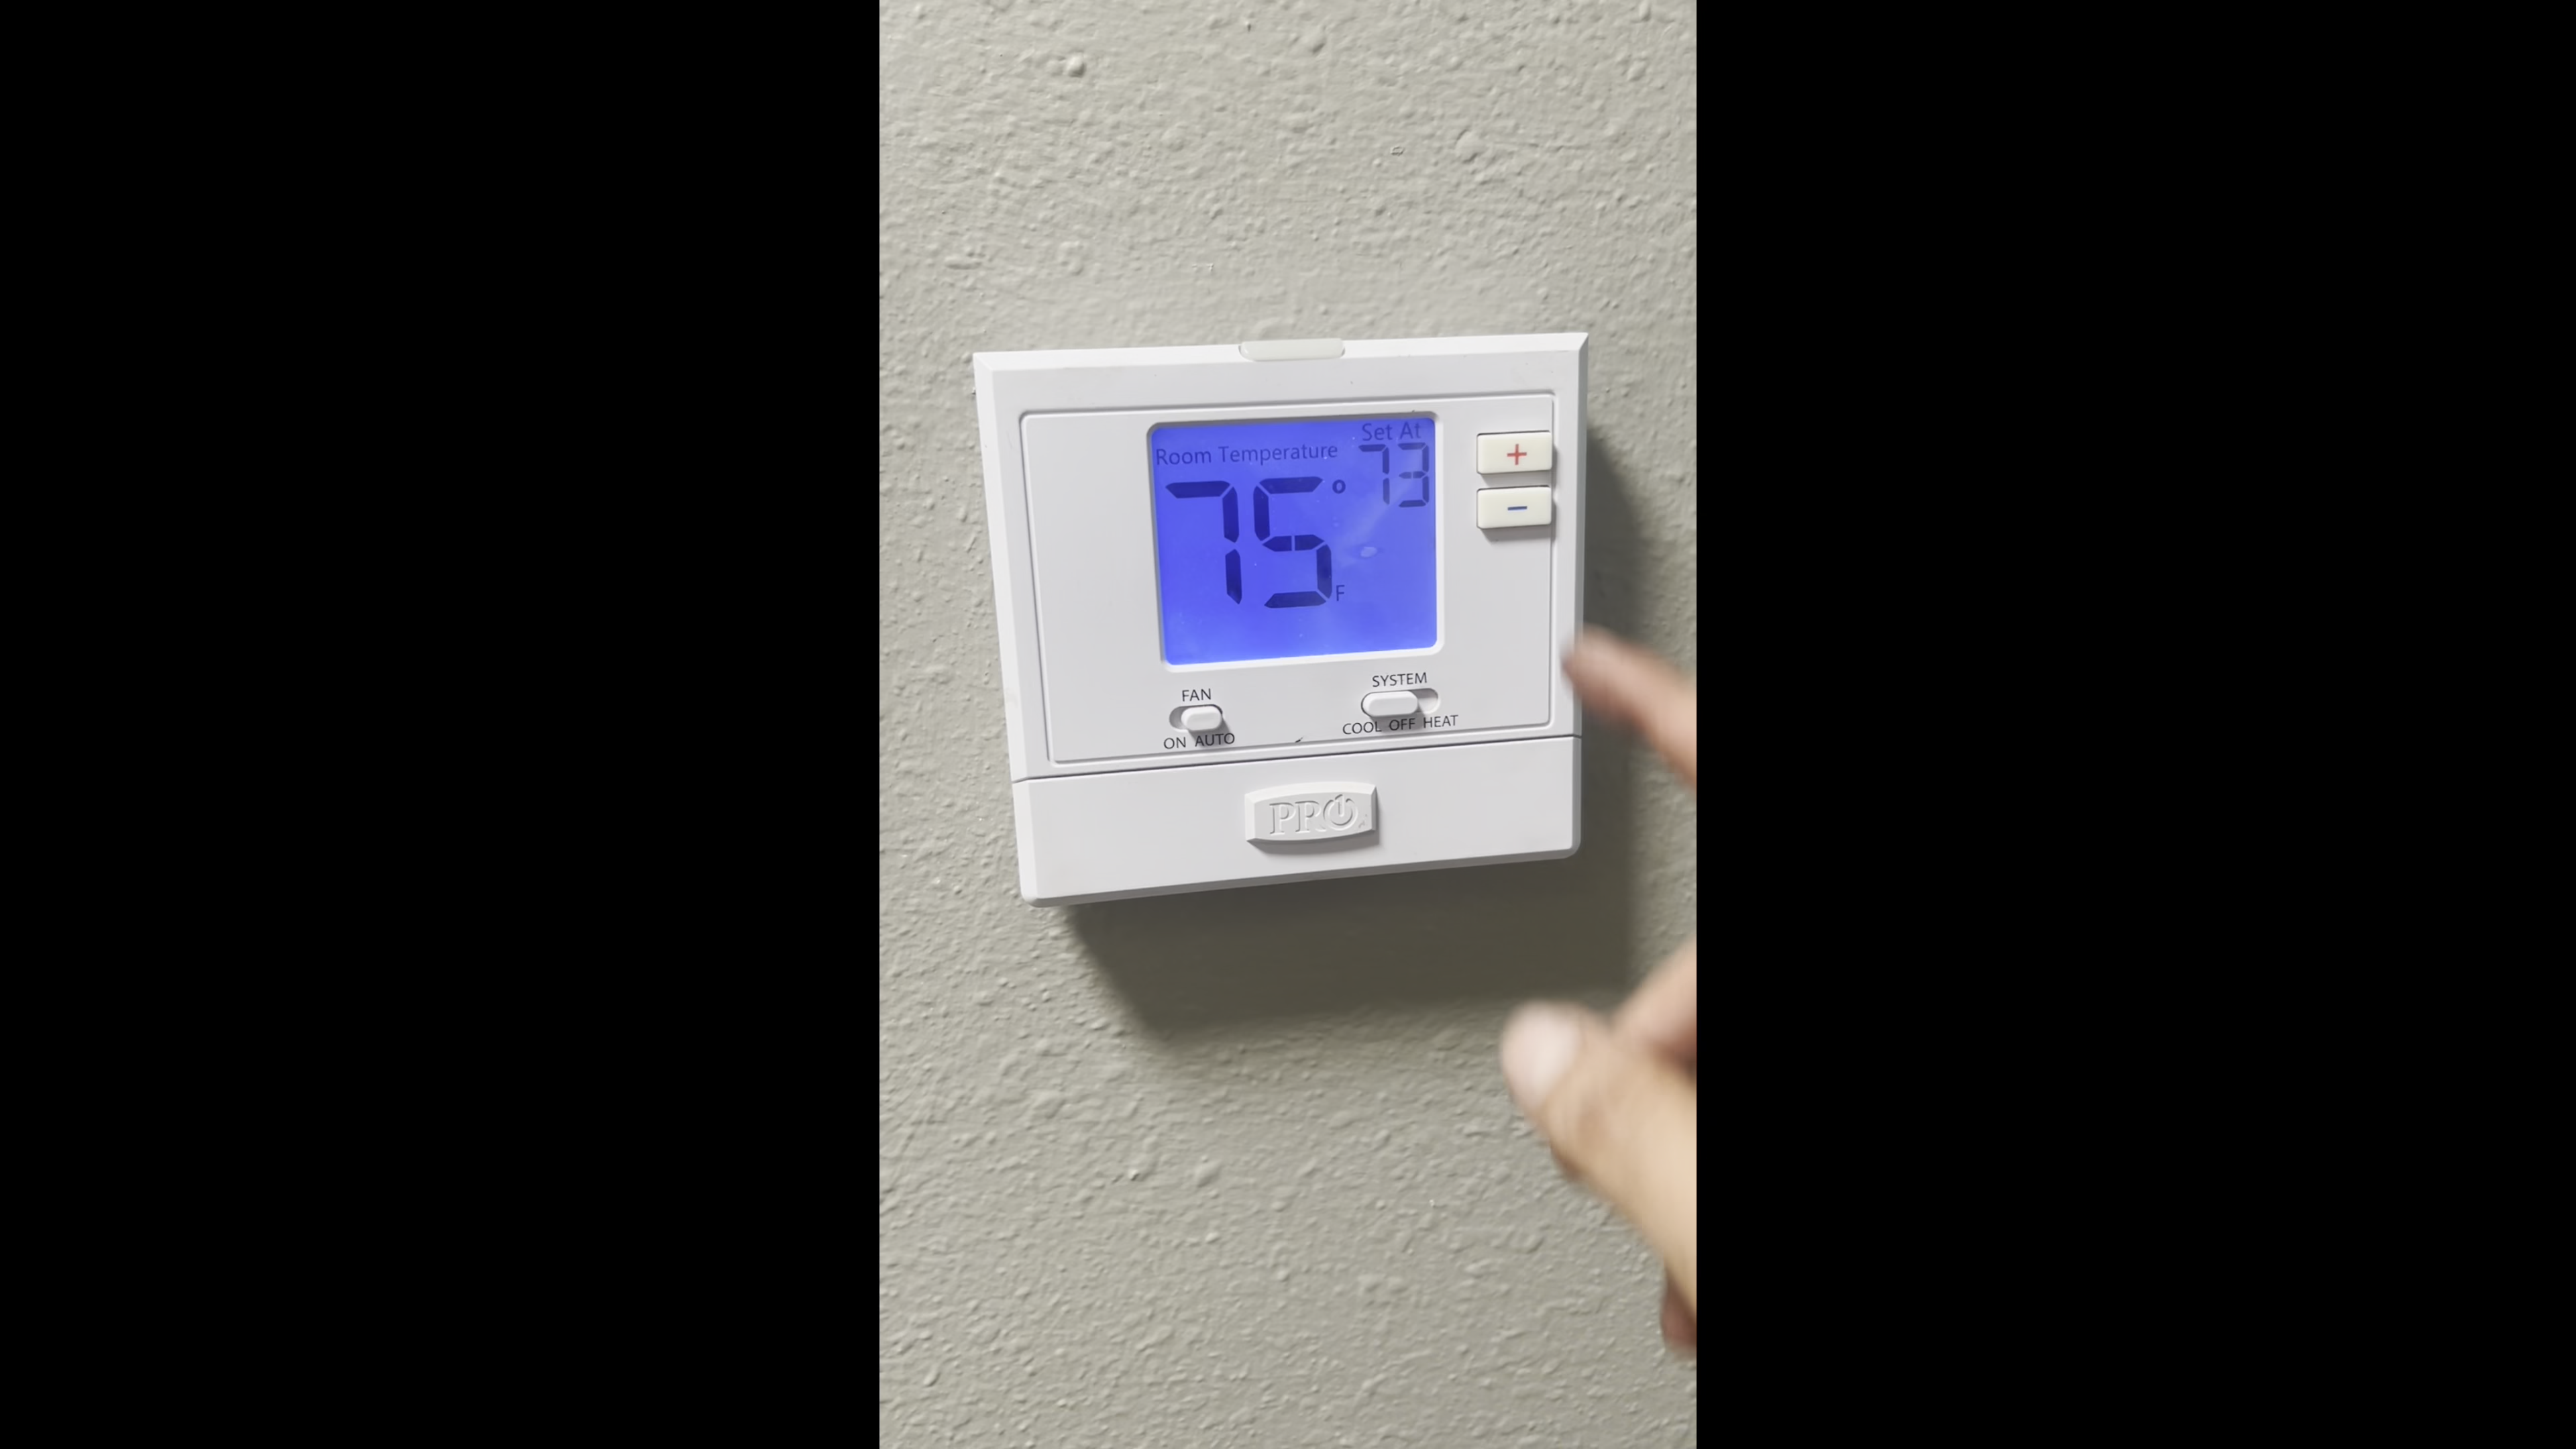 Set At
Room Temperature 73
75°
F
+
−
FAN
ON AUTO
SYSTEM
COOL OFF HEAT
PRO